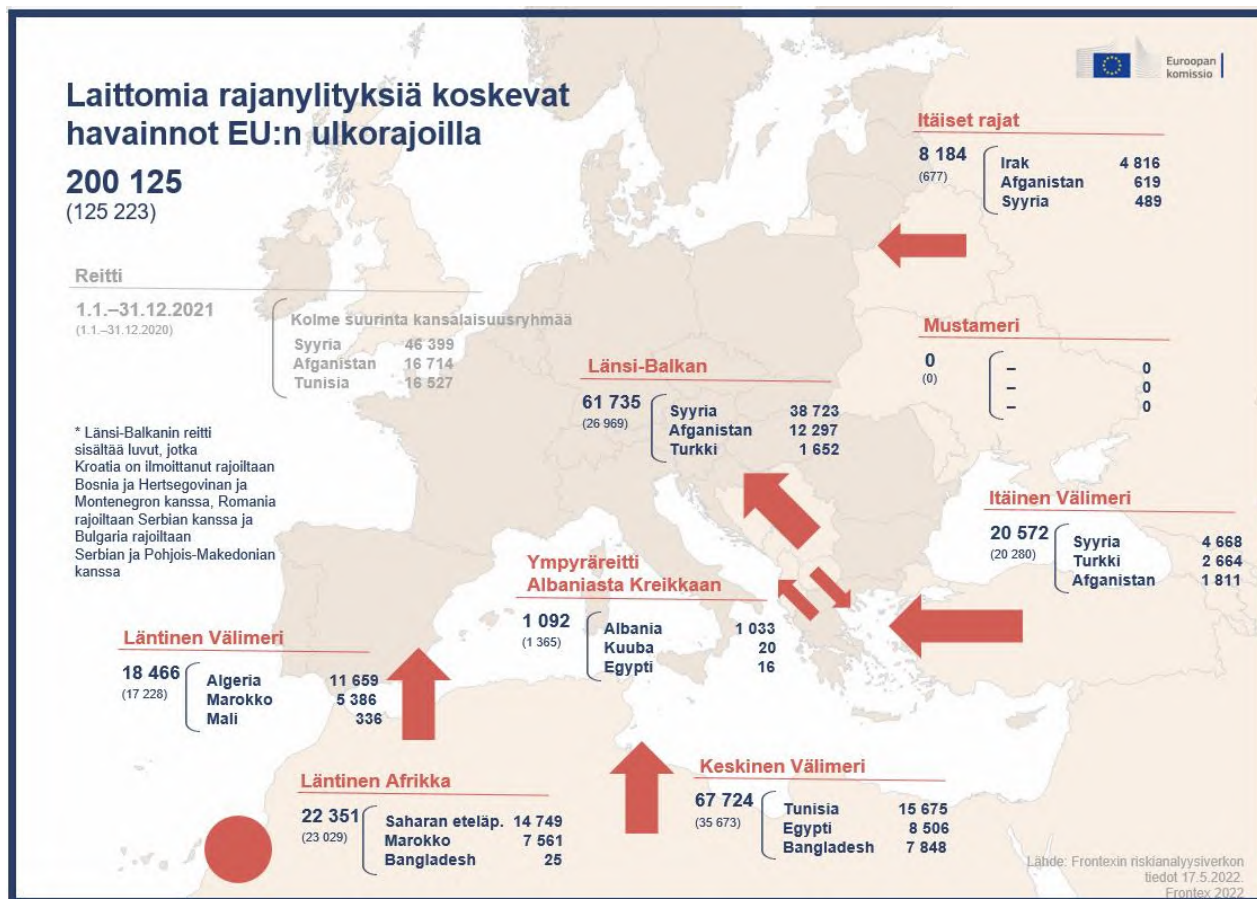 Laittomia rajanylityksiä koskevat
havainnot EU:n ulkorajoilla
200 125
(125 223)
Euroopan
komissio
Reitti
1.1.–31.12.2021
(1.1.–31.12.2020)
Kolme suurinta kansalaisuusryhmää
Syyria 46 399
Afganistan 16 714
Tunisia 16 527
* Länsi-Balkanin reitti
sisältää luvut, jotka
Kroatia on ilmoittanut rajoiltaan
Bosnia ja Hertsegovinan ja
Montenegron kanssa, Romania
rajoiltaan Serbian kanssa ja
Bulgaria rajoiltaan
Serbian ja Pohjois-Makedonian
kanssa
Itäiset rajat
8 184
(677)
Irak 4 816
Afganistan 619
Syyria 489
Mustameri
0
(0)
– 0
– 0
– 0
Länsi-Balkan
61 735
(26 969)
Syyria 38 723
Afganistan 12 297
Turkki 1 652
Itäinen Välimeri
20 572
(20 280)
Syyria 4 668
Turkki 2 664
Afganistan 1 811
Ympyräreitti
Albaniasta Kreikkaan
1 092
(1 365)
Albania 1 033
Kuuba 20
Egypti 16
Läntinen Välimeri
18 466
(17 228)
Algeria 11 659
Marokko 5 386
Mali 336
Läntinen Afrikka
22 351
(23 029)
Saharan eteläp. 14 749
Marokko 7 561
Bangladesh 25
Keskinen Välimeri
67 724
(35 673)
Tunisia 15 675
Egypti 8 506
Bangladesh 7 848
Lähde: Frontexin riskianalyysiverkon
tiedot 17.5.2022.
Frontex 2022